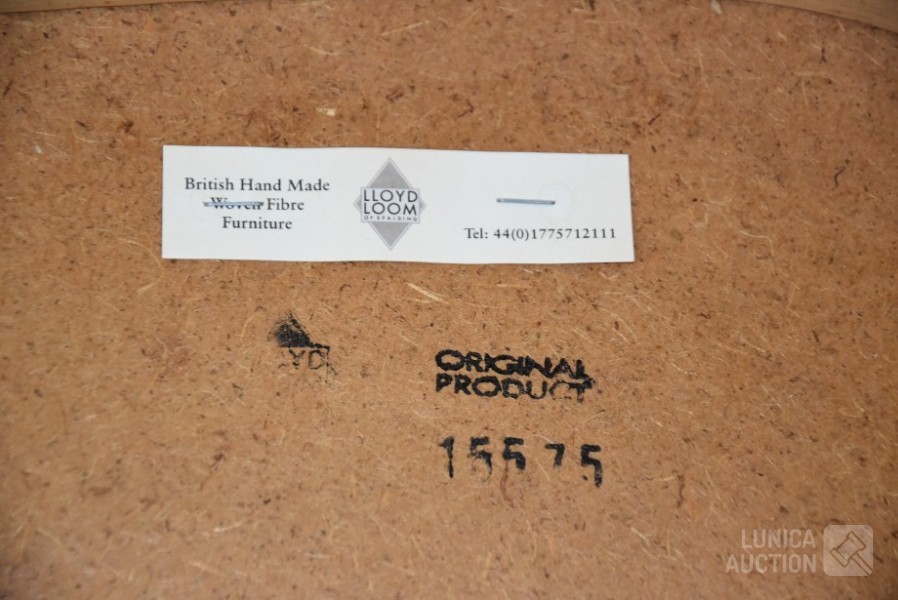 British Hand Made
Woven Fibre
Furniture
LLOYD
LOOM
OF SPALDING
Tel: 44(0)1775712111
YD
ORIGINAL
PRODUCT
15575
LUNICA
AUCTION